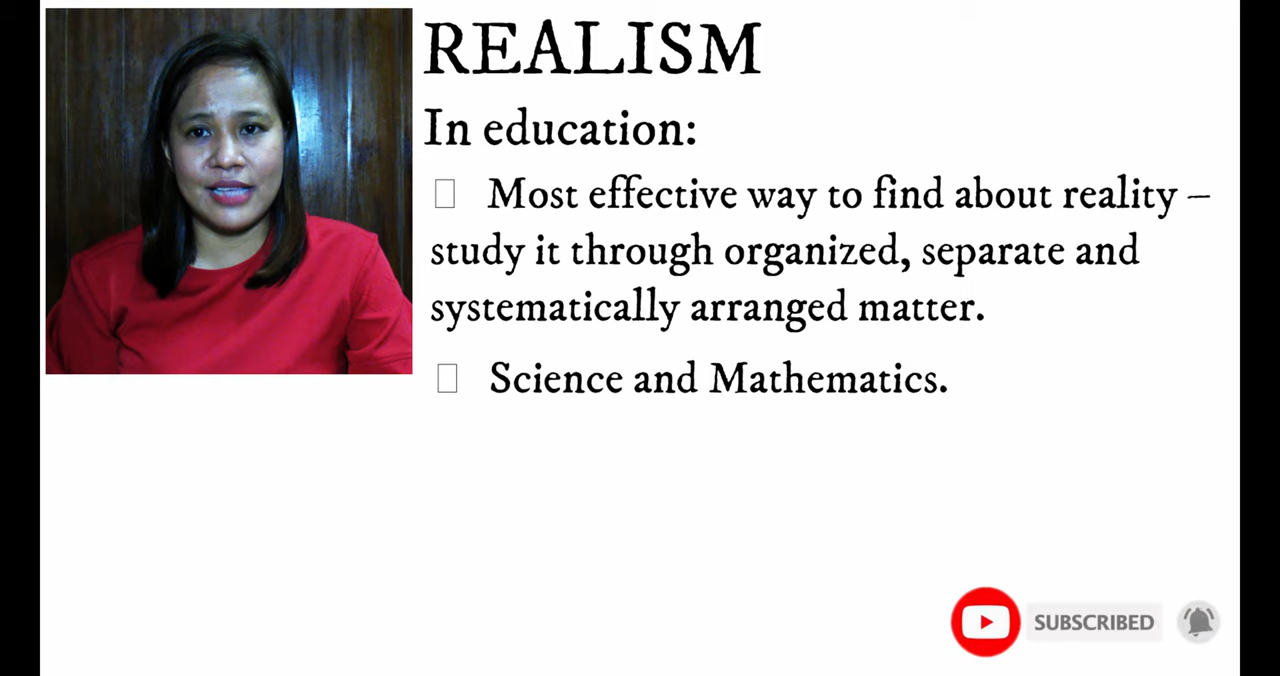 REALISM
In education:
Most effective way to find about reality –
study it through organized, separate and
systematically arranged matter.
Science and Mathematics.
SUBSCRIBED